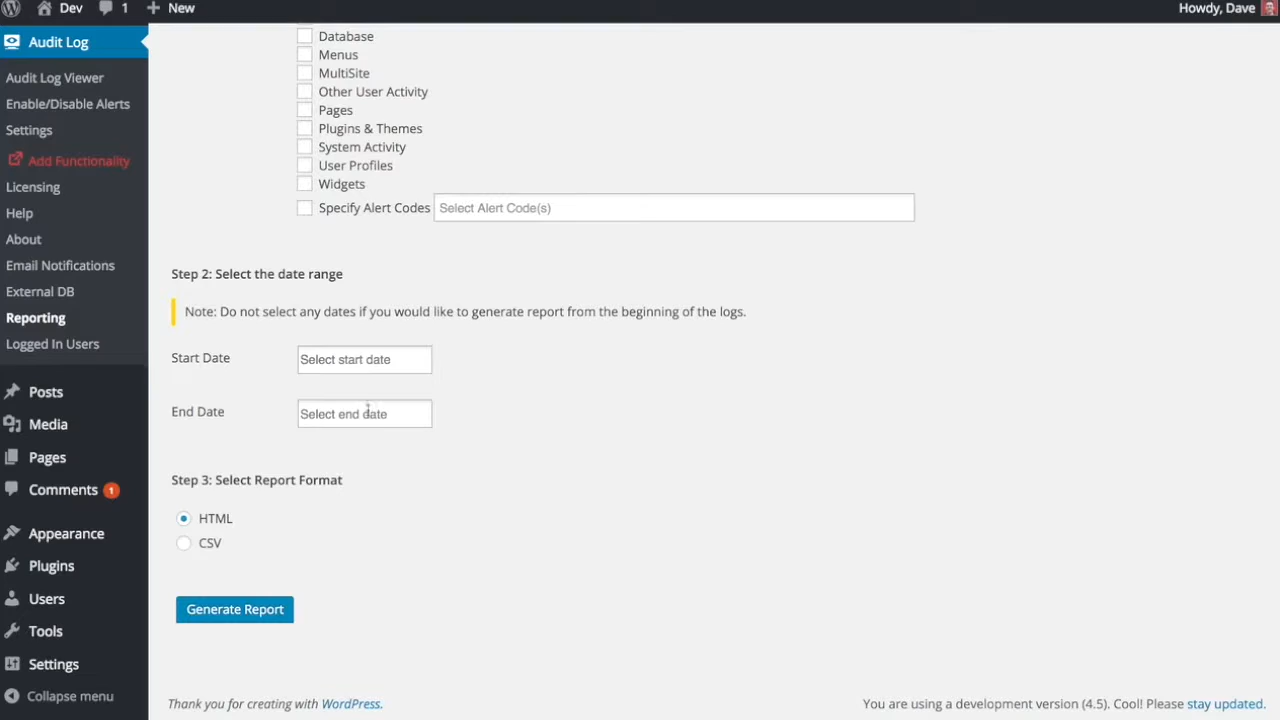 Dev 1 New Howdy, Dave
Audit Log
Audit Log Viewer
Enable/Disable Alerts
Settings
Add Functionality
Licensing
Help
About
Email Notifications
External DB
Reporting
Logged In Users
Posts
Media
Pages
Comments 1
Appearance
Plugins
Users
Tools
Settings
Collapse menu
Database
Menus
MultiSite
Other User Activity
Pages
Plugins & Themes
System Activity
User Profiles
Widgets
Specify Alert Codes Select Alert Code(s)
Step 2: Select the date range
Note: Do not select any dates if you would like to generate report from the beginning of the logs.
Start Date Select start date
End Date Select end date
Step 3: Select Report Format
HTML
CSV
Generate Report
Thank you for creating with WordPress. You are using a development version (4.5). Cool! Please stay updated.